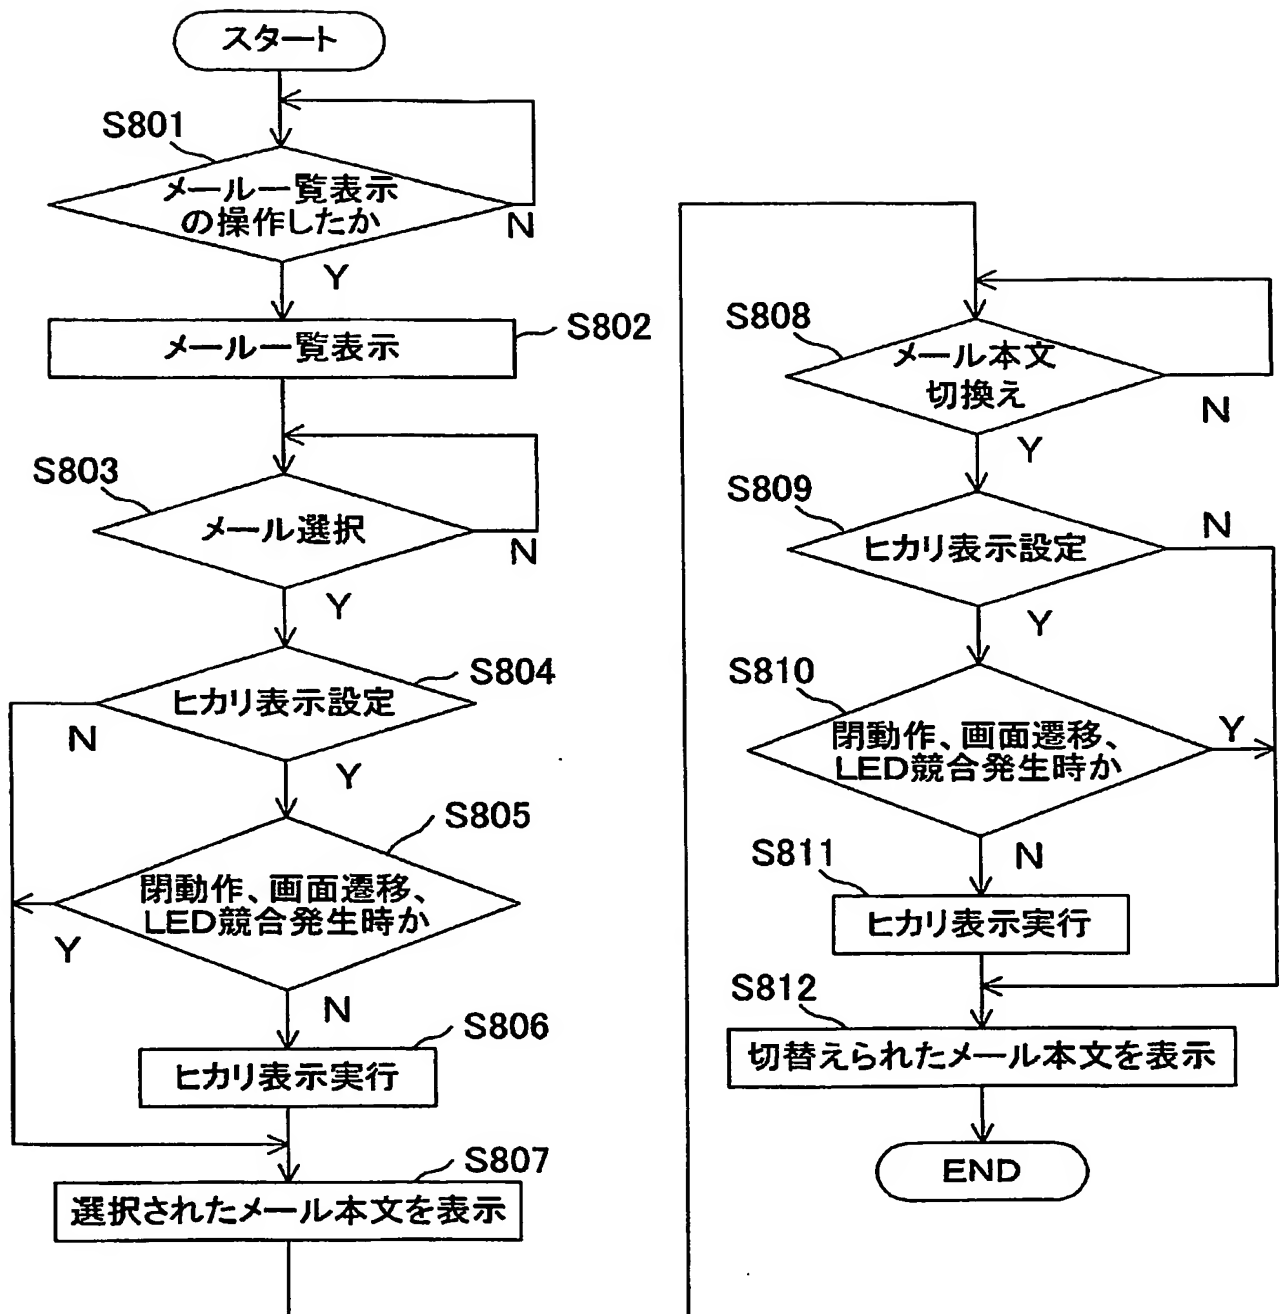 スタート
S801
メール一覧表示
の操作したか
N
Y
メール一覧表示
S802
S803
メール選択
N
Y
S804
ヒカリ表示設定
N
Y
S805
閉動作、画面遷移、
LED競合発生時か
Y
N
S806
ヒカリ表示実行
S807
選択されたメール本文を表示
S808
メール本文
切換え
N
Y
S809
ヒカリ表示設定
N
Y
S810
閉動作、画面遷移、
LED競合発生時か
Y
N
S811
ヒカリ表示実行
S812
切替えられたメール本文を表示
END